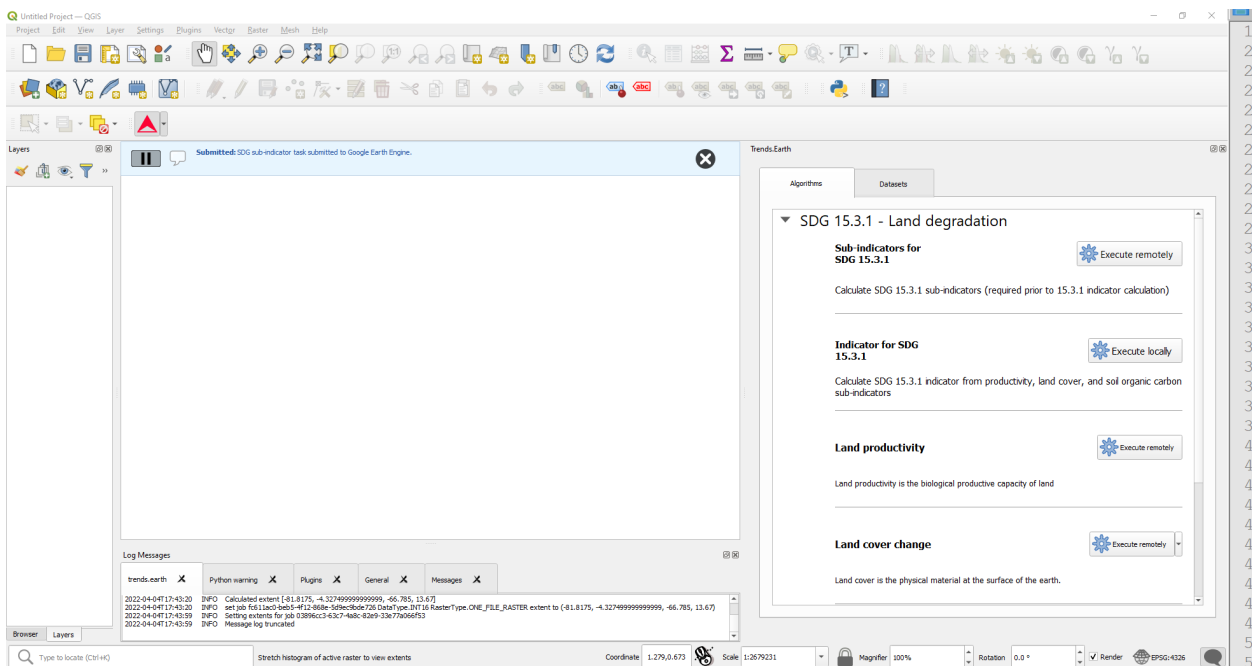 Untitled Project — QGIS
Project Edit View Layer Settings Plugins Vector Raster Mesh Help
Layers
Submitted: SDG sub-indicator task submitted to Google Earth Engine.
Trends.Earth
Algorithms
Datasets
SDG 15.3.1 - Land degradation
Sub-indicators for
SDG 15.3.1
Execute remotely
Calculate SDG 15.3.1 sub-indicators (required prior to 15.3.1 indicator calculation)
Indicator for SDG
15.3.1
Execute locally
Calculate SDG 15.3.1 indicator from productivity, land cover, and soil organic carbon
sub-indicators
Land productivity
Execute remotely
Land productivity is the biological productive capacity of land
Land cover change
Execute remotely
Land cover is the physical material at the surface of the earth.
Log Messages
trends.earth Python warning Plugins General Messages
2022-04-04T17:43:20 INFO Calculated extent [-81.8175, -4.327499999999999, -66.785, 13.67]
2022-04-04T17:43:20 INFO set job fc611ac0-beb5-4f12-868e-5d9ec9bde726 DataType.INT16 RasterType.ONE_FILE_RASTER extent to (-81.8175, -4.327499999999999, -66.785, 13.67)
2022-04-04T17:43:59 INFO Setting extents for job 03896cc3-63c7-4a8c-82e9-33e77a066f53
2022-04-04T17:43:59 INFO Message log truncated
Browser Layers
Type to locate (Ctrl+K)
Stretch histogram of active raster to view extents
Coordinate 1.279,0.673
Scale 1:2679231
Magnifier 100%
Rotation 0.0 °
Render
EPSG:4326